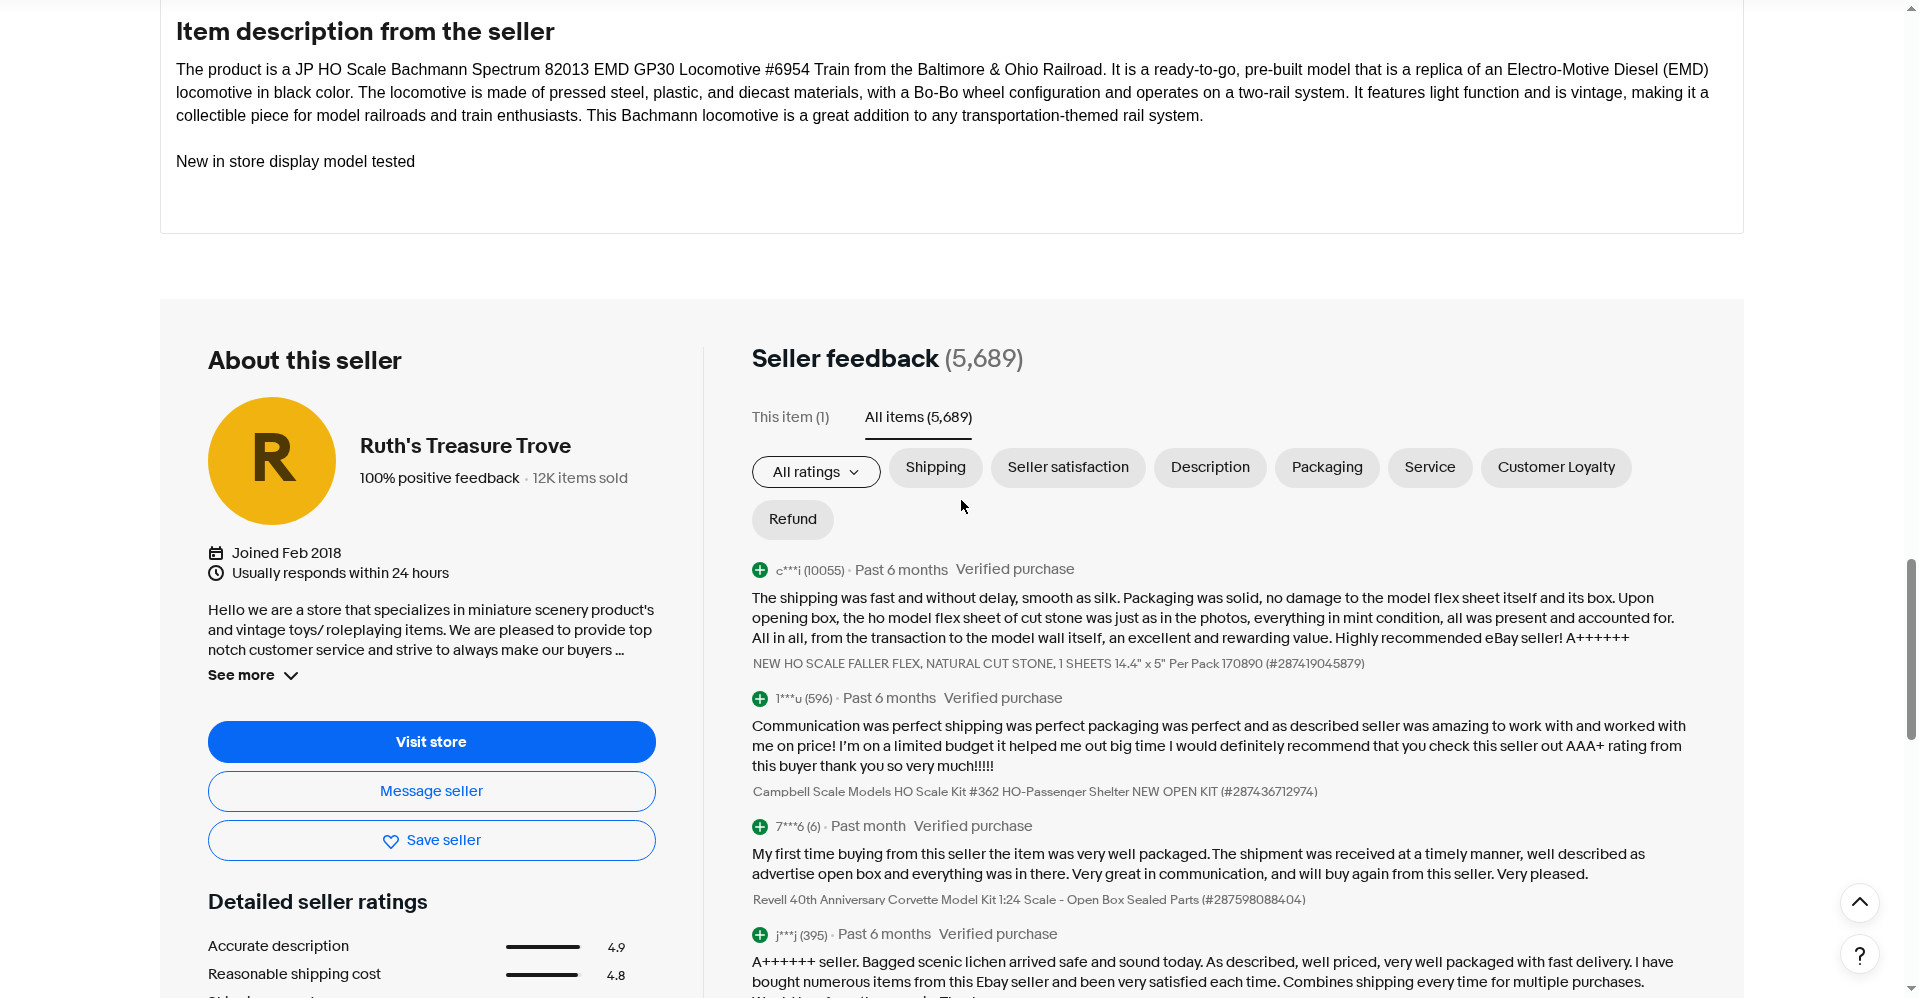 Item description from the seller
The product is a JP HO Scale Bachmann Spectrum 82013 EMD GP30 Locomotive #6954 Train from the Baltimore & Ohio Railroad. It is a ready-to-go, pre-built model that is a replica of an Electro-Motive Diesel (EMD)
locomotive in black color. The locomotive is made of pressed steel, plastic, and diecast materials, with a Bo-Bo wheel configuration and operates on a two-rail system. It features light function and is vintage, making it a
collectible piece for model railroads and train enthusiasts. This Bachmann locomotive is a great addition to any transportation-themed rail system.
New in store display model tested
About this seller
R
Ruth's Treasure Trove
100% positive feedback · 12K items sold
Joined Feb 2018
Usually responds within 24 hours
Hello we are a store that specializes in miniature scenery product's
and vintage toys/ roleplaying items. We are pleased to provide top
notch customer service and strive to always make our buyers ...
See more
Visit store
Message seller
Save seller
Detailed seller ratings
Accurate description 4.9
Reasonable shipping cost 4.8
Seller feedback (5,689)
This item (1) All items (5,689)
All ratings Shipping Seller satisfaction Description Packaging Service Customer Loyalty
Refund
c***i (10055) · Past 6 months Verified purchase
The shipping was fast and without delay, smooth as silk. Packaging was solid, no damage to the model flex sheet itself and its box. Upon
opening box, the ho model flex sheet of cut stone was just as in the photos, everything in mint condition, all was present and accounted for.
All in all, from the transaction to the model wall itself, an excellent and rewarding value. Highly recommended eBay seller! A++++++
NEW HO SCALE FALLER FLEX, NATURAL CUT STONE, 1 SHEETS 14.4" x 5" Per Pack 170890 (#287419045879)
1***u (596) · Past 6 months Verified purchase
Communication was perfect shipping was perfect packaging was perfect and as described seller was amazing to work with and worked with
me on price! I'm on a limited budget it helped me out big time I would definitely recommend that you check this seller out AAA+ rating from
this buyer thank you so very much!!!!!
Campbell Scale Models HO Scale Kit #362 HO-Passenger Shelter NEW OPEN KIT (#287436712974)
7***6 (6) · Past month Verified purchase
My first time buying from this seller the item was very well packaged. The shipment was received at a timely manner, well described as
advertise open box and everything was in there. Very great in communication, and will buy again from this seller. Very pleased.
Revell 40th Anniversary Corvette Model Kit 1:24 Scale - Open Box Sealed Parts (#287598088404)
j***j (395) · Past 6 months Verified purchase
A++++++ seller. Bagged scenic lichen arrived safe and sound today. As described, well priced, very well packaged with fast delivery. I have
bought numerous items from this Ebay seller and been very satisfied each time. Combines shipping every time for multiple purchases.
?